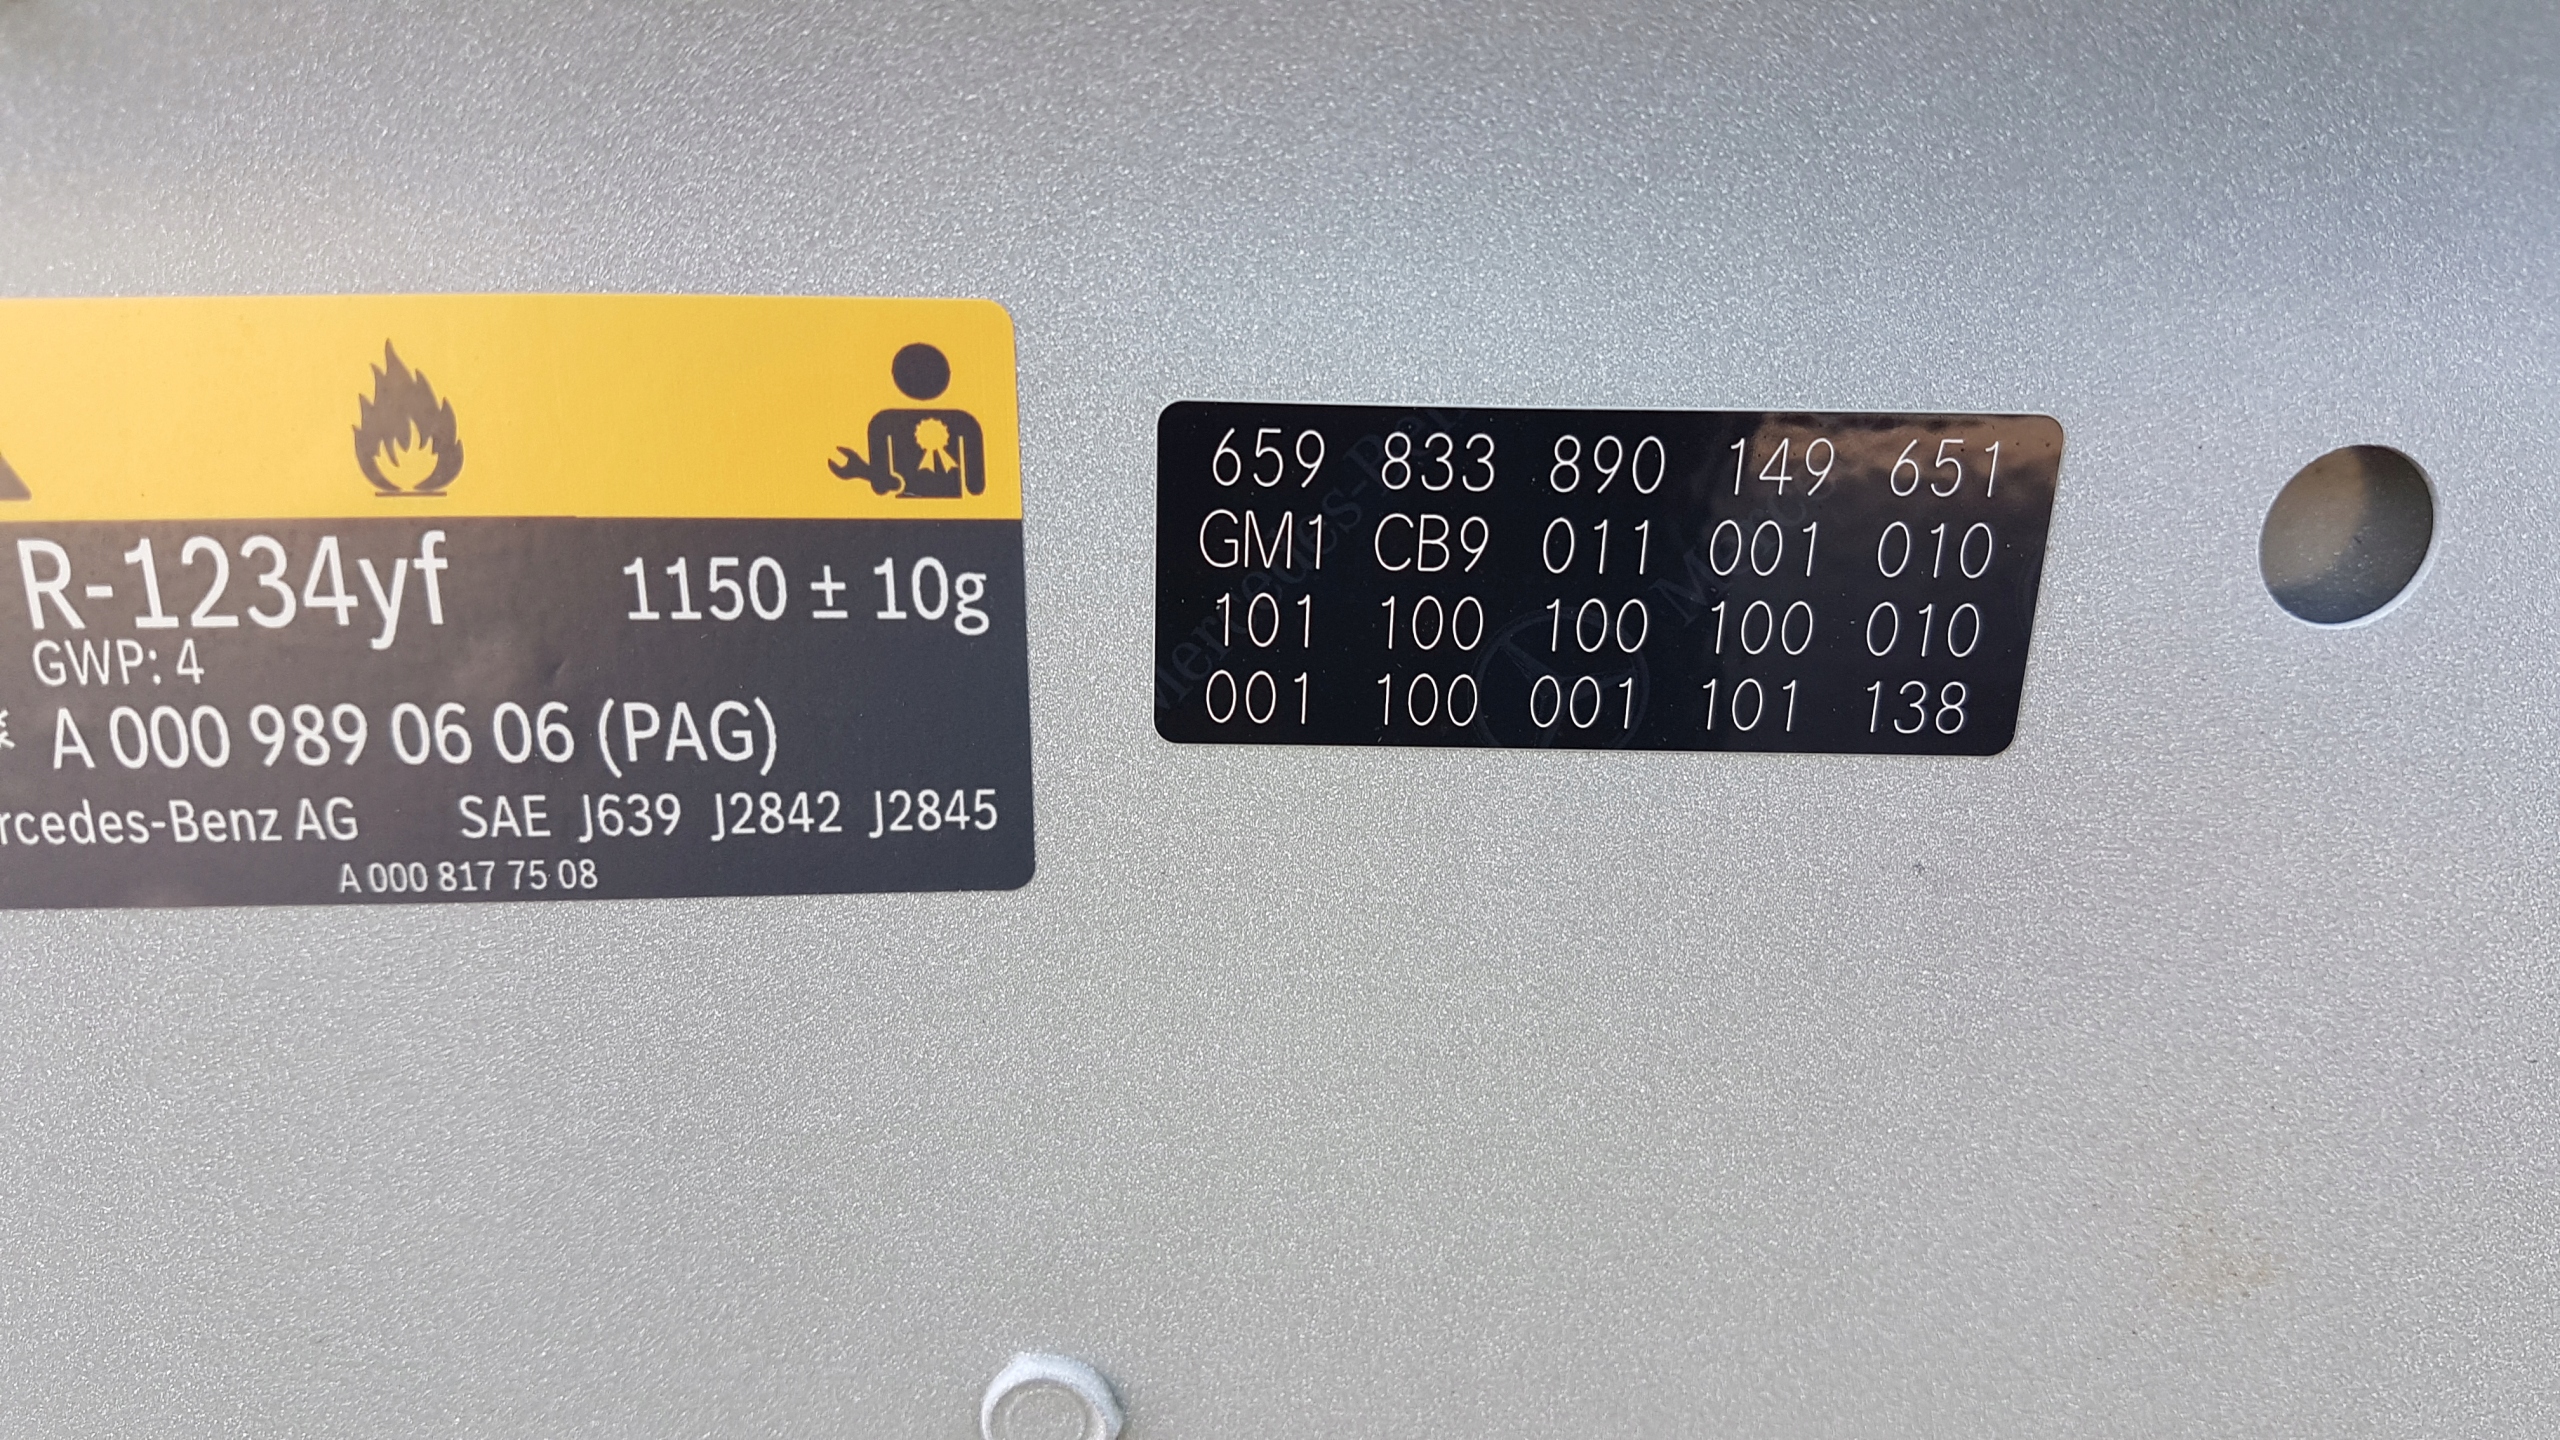 R-1234yf 1150 ± 10g
GWP: 4
A 000 989 06 06 (PAG)
rcedes-Benz AG SAE J639 J2842 J2845
A 000 817 75 08
659 833 890 149 651
GM1 CB9 011 001 010
101 100 100 100 010
001 100 001 101 138